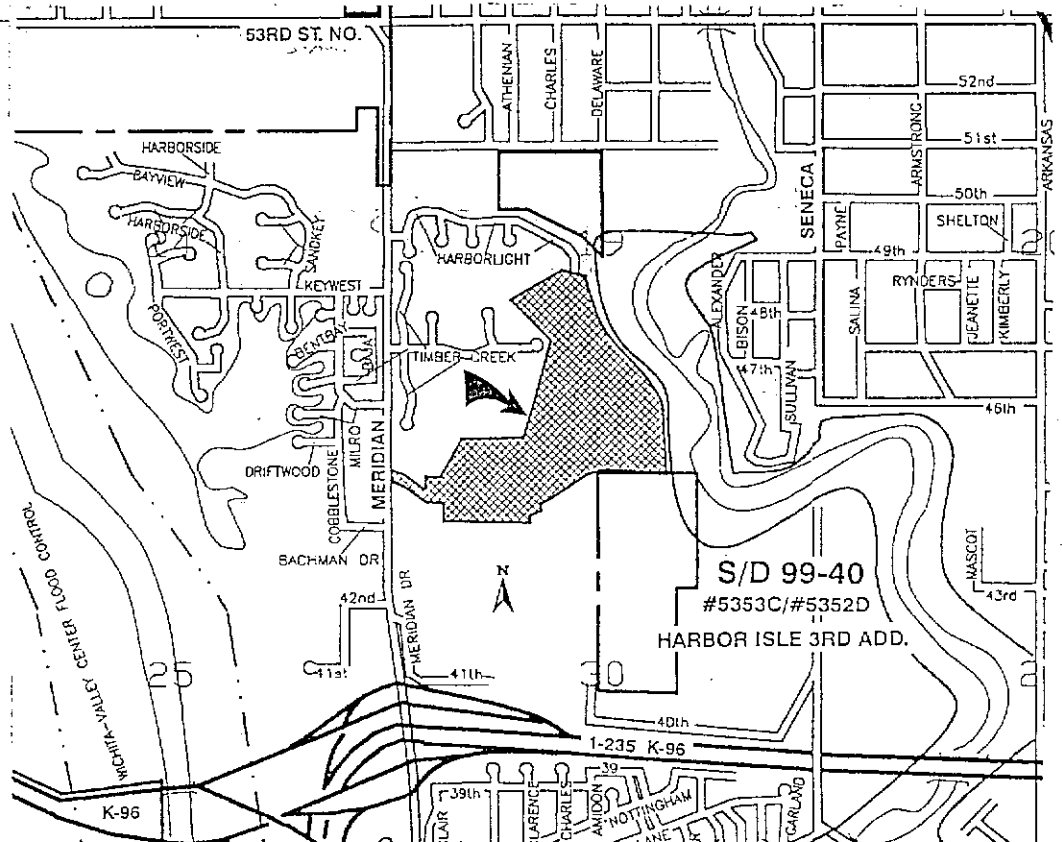 53RD ST. NO.
ATHENIAN
CHARLES
DELAWARE
52nd
51st
ARMSTRONG
ARKANSAS
HARBORSIDE
BAYVIEW
50th
SENECA
PAYNE
SHELTON
HARBORSIDE
SANDKEY
HARBORLIGHT
49th
ALEXANDER
KEYWEST
RYNDERS
PORTWEST
BISON
48th
SALINA
JEANETTE
KIMBERLY
BENTBAY
BAJA
TIMBER CREEK
47th
SULLIVAN
46th
DRIFTWOOD
MILRO
MERIDIAN
COBBLESTONE
WICHITA-VALLEY CENTER FLOOD CONTROL
BACHMAN DR
N
S/D 99-40
MASCOT
#5353C/#5352D
43rd
42nd
MERIDIAN DR
HARBOR ISLE 3RD ADD.
25
41st
41th
30
40th
1-235 K-96
39
K-96
39th
CHARLES
AMIDON
NOTTINGHAM
GARLAND
LANE